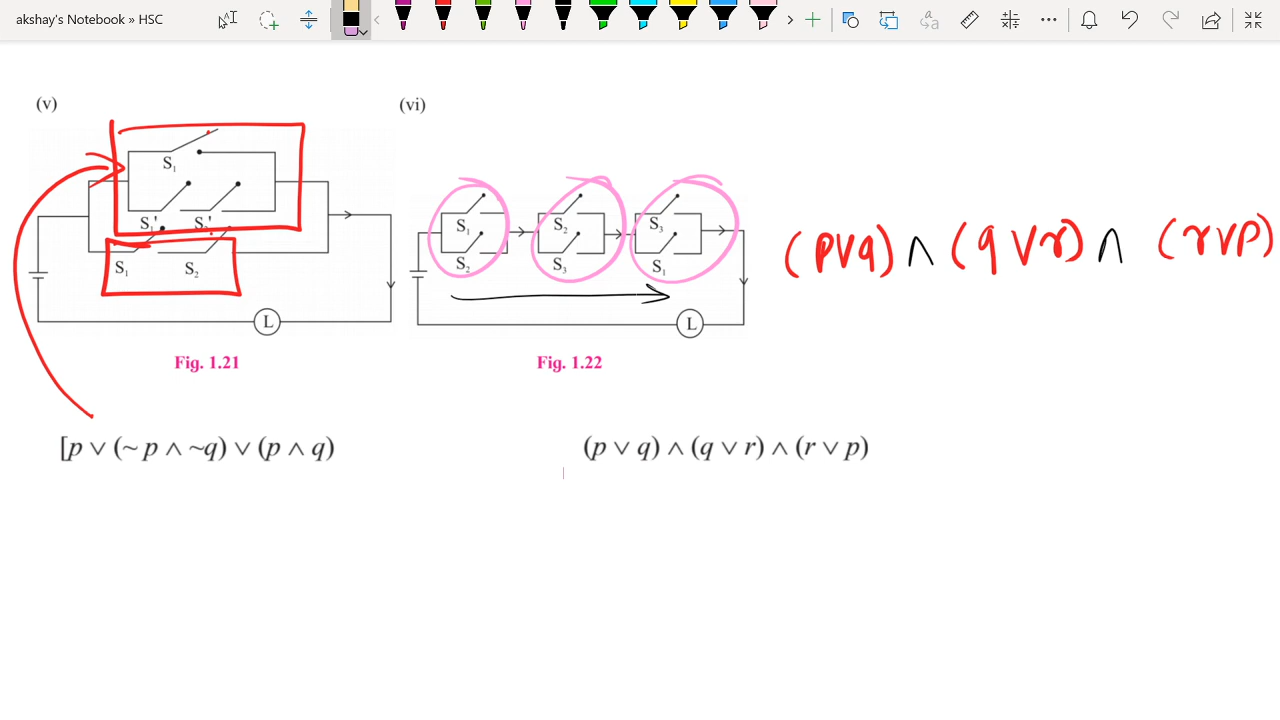 akshay's Notebook » HSC
(v)
(vi)
S₁
S₁' S₂'
S₁ S₂
L
Fig. 1.21
S₁ S₂ S₃
S₂ S₃ S₁
L
Fig. 1.22
(p∨q) ∧ (q ∨ r) ∧ (r ∨ p)
[p ∨ (~ p ∧ ~q) ∨ (p ∧ q)
(p ∨ q) ∧ (q ∨ r) ∧ (r ∨ p)